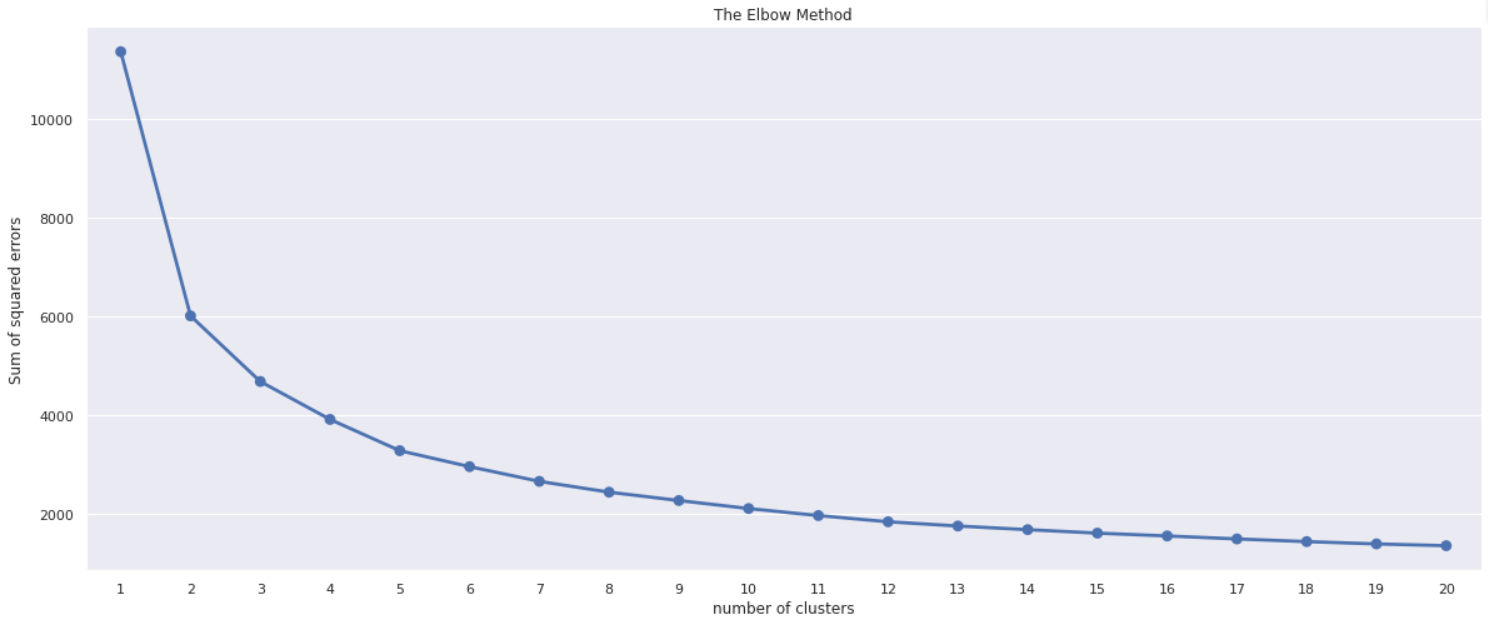 The Elbow Method
Sum of squared errors
10000
8000
6000
4000
2000
1 2 3 4 5 6 7 8 9 10 11 12 13 14 15 16 17 18 19 20
number of clusters